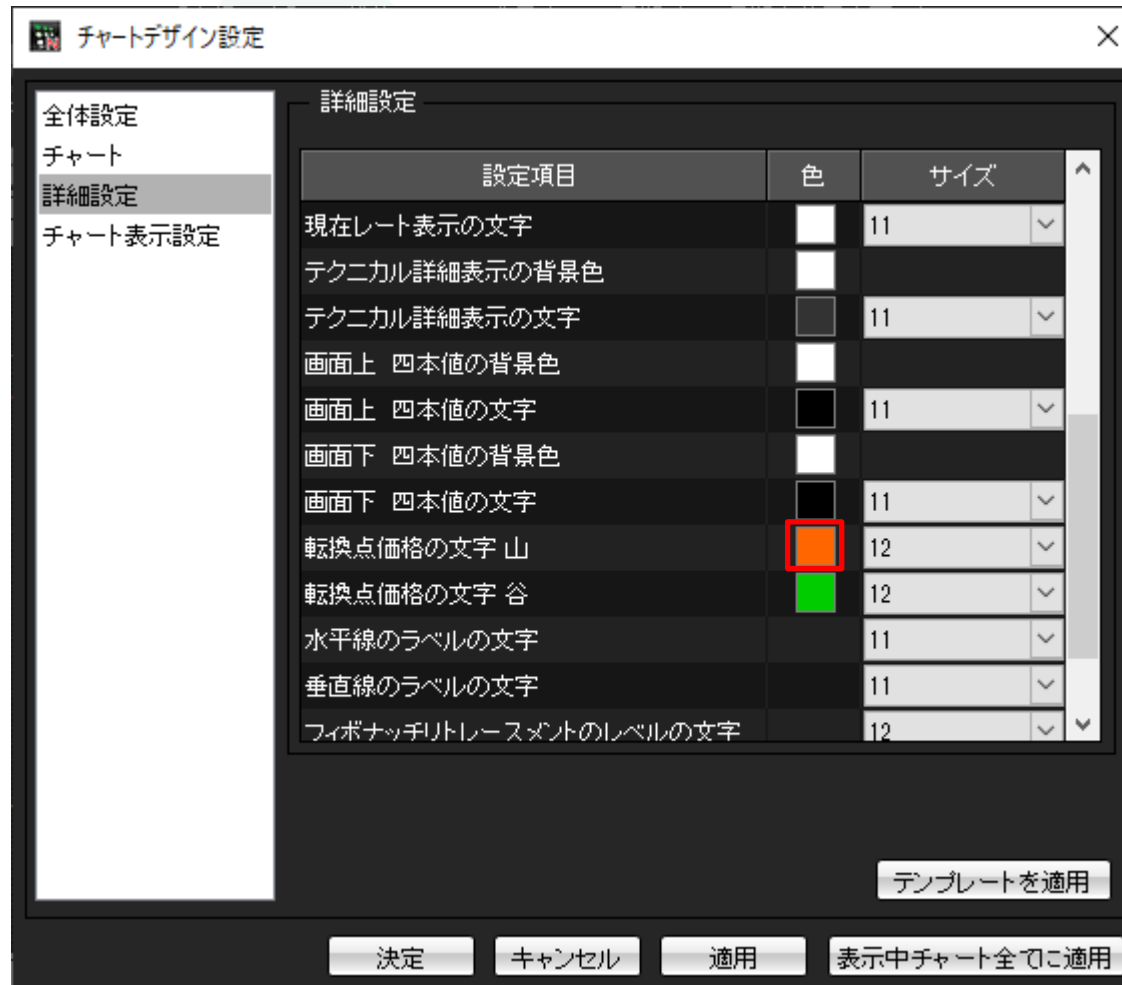 チャートデザイン設定
全体設定
チャート
詳細設定
チャート表示設定
詳細設定
設定項目 色 サイズ
現在レート表示の文字 11
テクニカル詳細表示の背景色
テクニカル詳細表示の文字 11
画面上 四本値の背景色
画面上 四本値の文字 11
画面下 四本値の背景色
画面下 四本値の文字 11
転換点価格の文字 山 12
転換点価格の文字 谷 12
水平線のラベルの文字 11
垂直線のラベルの文字 11
フィボナッチリトレースメントのレベルの文字 12
テンプレートを適用
決定 キャンセル 適用 表示中チャート全てに適用